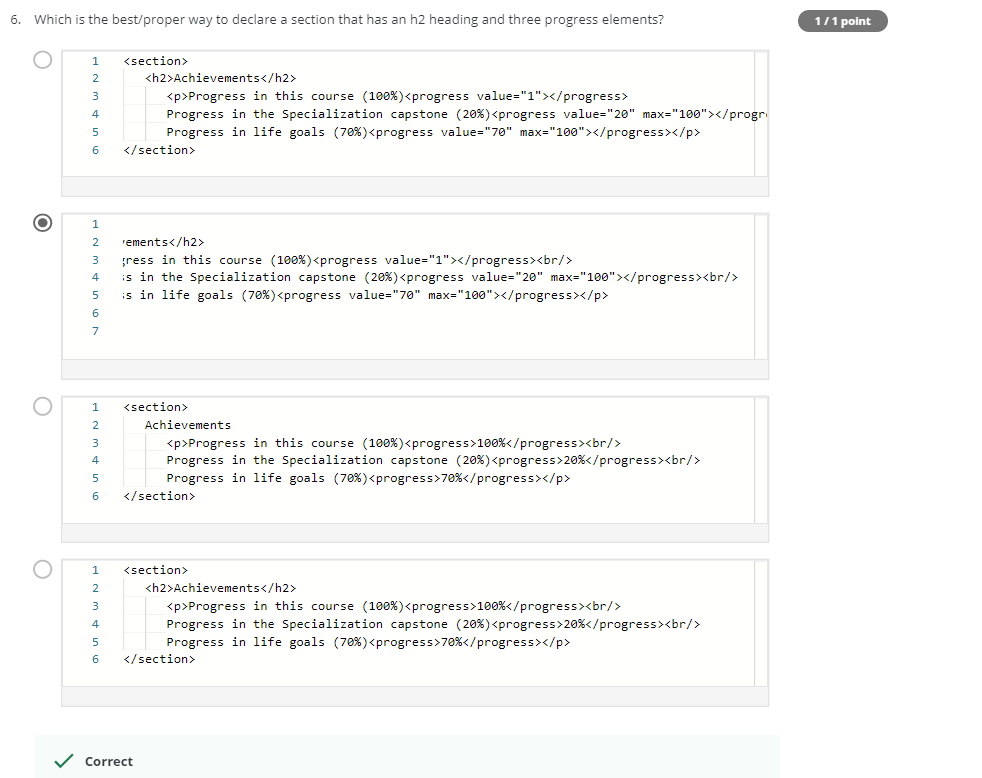 6. Which is the best/proper way to declare a section that has an h2 heading and three progress elements?
1 / 1 point
1 <section>
2 <h2>Achievements</h2>
3 <p>Progress in this course (100%)<progress value="1"></progress>
4 Progress in the Specialization capstone (20%)<progress value="20" max="100"></progr
5 Progress in life goals (70%)<progress value="70" max="100"></progress></p>
6 </section>
1
2 ements</h2>
3 ress in this course (100%)<progress value="1"></progress><br/>
4 s in the Specialization capstone (20%)<progress value="20" max="100"></progress><br/>
5 s in life goals (70%)<progress value="70" max="100"></progress></p>
6
7
1 <section>
2 Achievements
3 <p>Progress in this course (100%)<progress>100%</progress><br/>
4 Progress in the Specialization capstone (20%)<progress>20%</progress><br/>
5 Progress in life goals (70%)<progress>70%</progress></p>
6 </section>
1 <section>
2 <h2>Achievements</h2>
3 <p>Progress in this course (100%)<progress>100%</progress><br/>
4 Progress in the Specialization capstone (20%)<progress>20%</progress><br/>
5 Progress in life goals (70%)<progress>70%</progress></p>
6 </section>
Correct